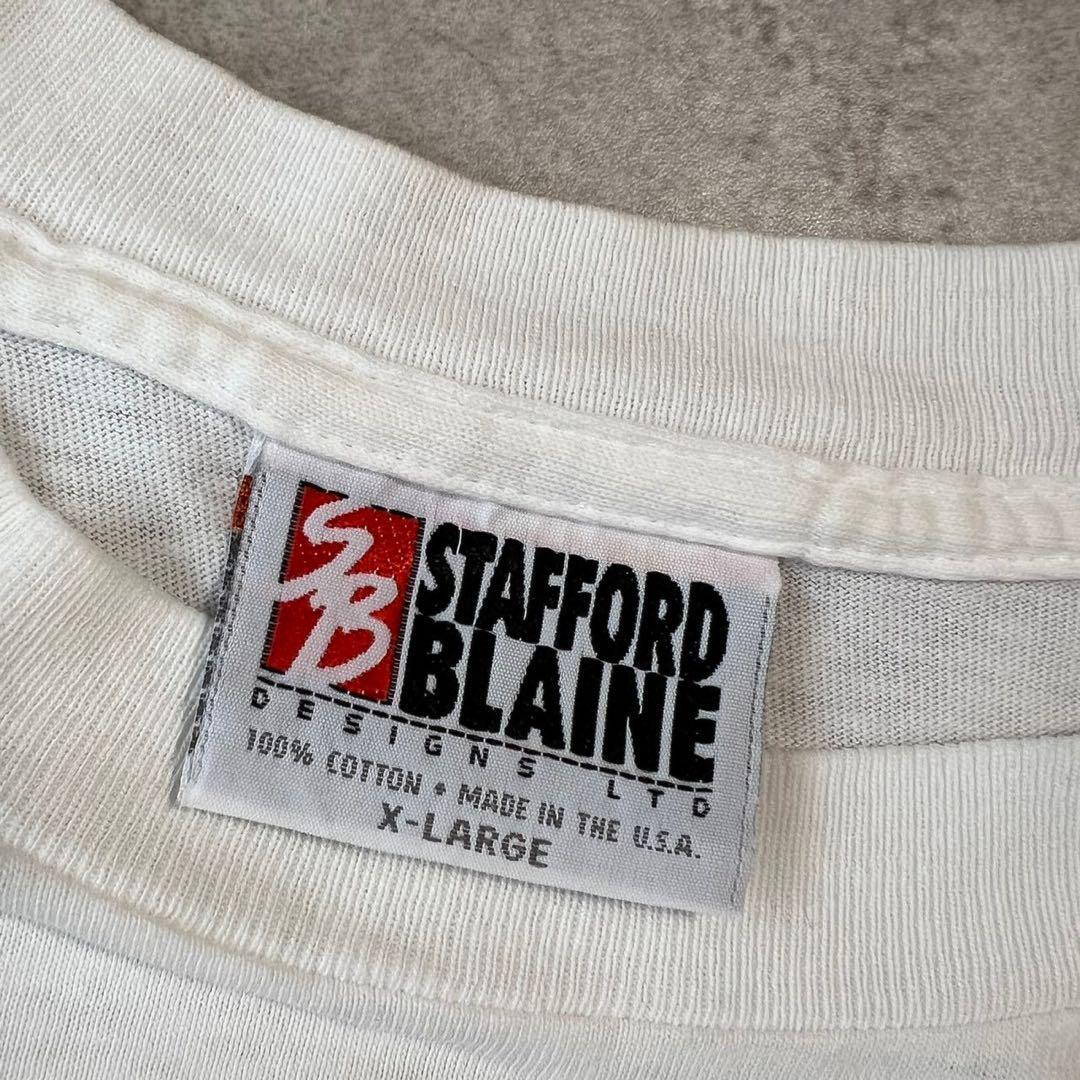 SB
STAFFORD
BLAINE
DESIGNS LTD
100% COTTON • MADE IN THE U.S.A.
X-LARGE